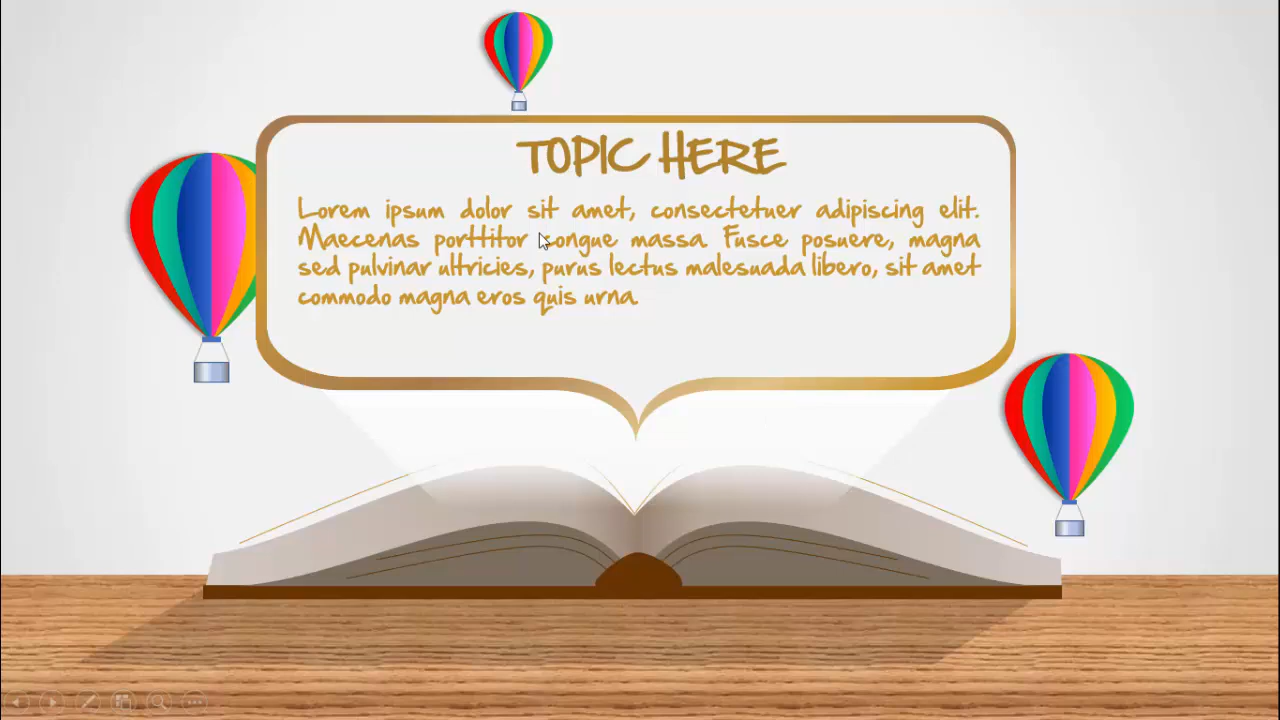 TOPIC HERE
Lorem ipsum dolor sit amet, consectetuer adipiscing elit.
Maecenas porttitor congue massa. Fusce posuere, magna
sed pulvinar ultricies, purus lectus malesuada libero, sit amet
commodo magna eros quis urna.